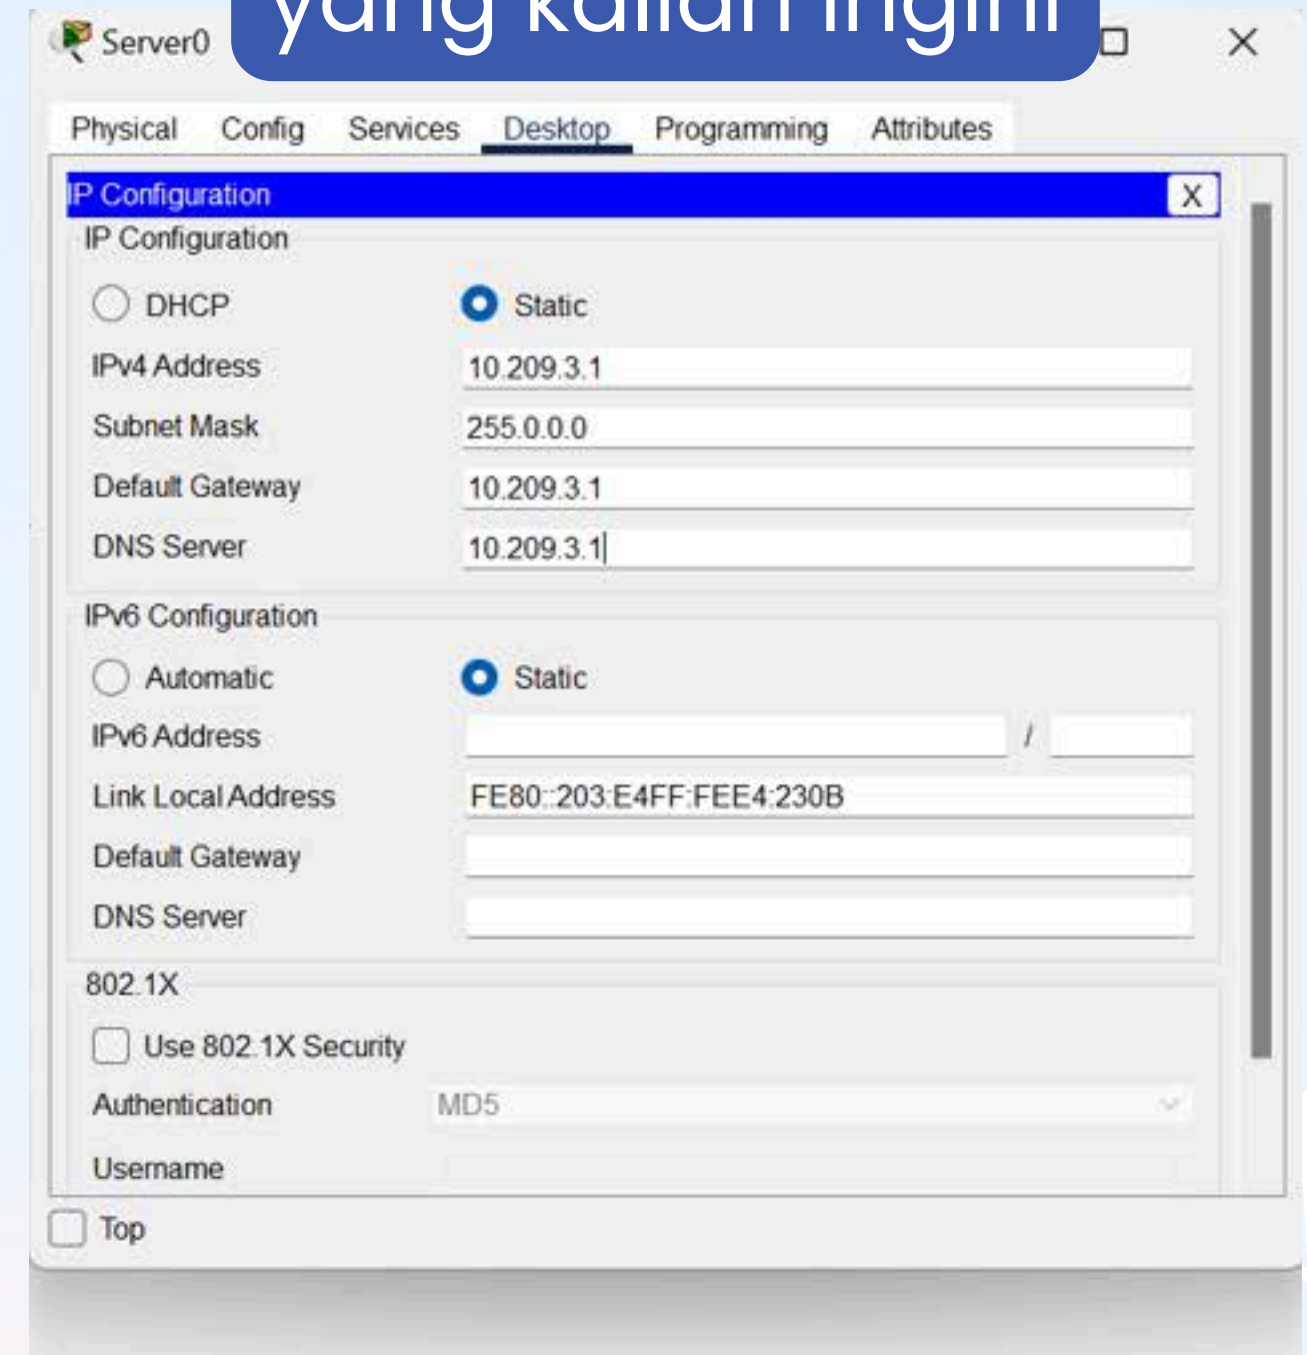 yang kalian ingini
Server0
Physical Config Services Desktop Programming Attributes
IP Configuration X
IP Configuration
DHCP Static
IPv4 Address 10.209.3.1
Subnet Mask 255.0.0.0
Default Gateway 10.209.3.1
DNS Server 10.209.3.1
IPv6 Configuration
Automatic Static
IPv6 Address /
Link Local Address FE80::203:E4FF:FEE4:230B
Default Gateway
DNS Server
802.1X
Use 802.1X Security
Authentication MD5
Username
Top